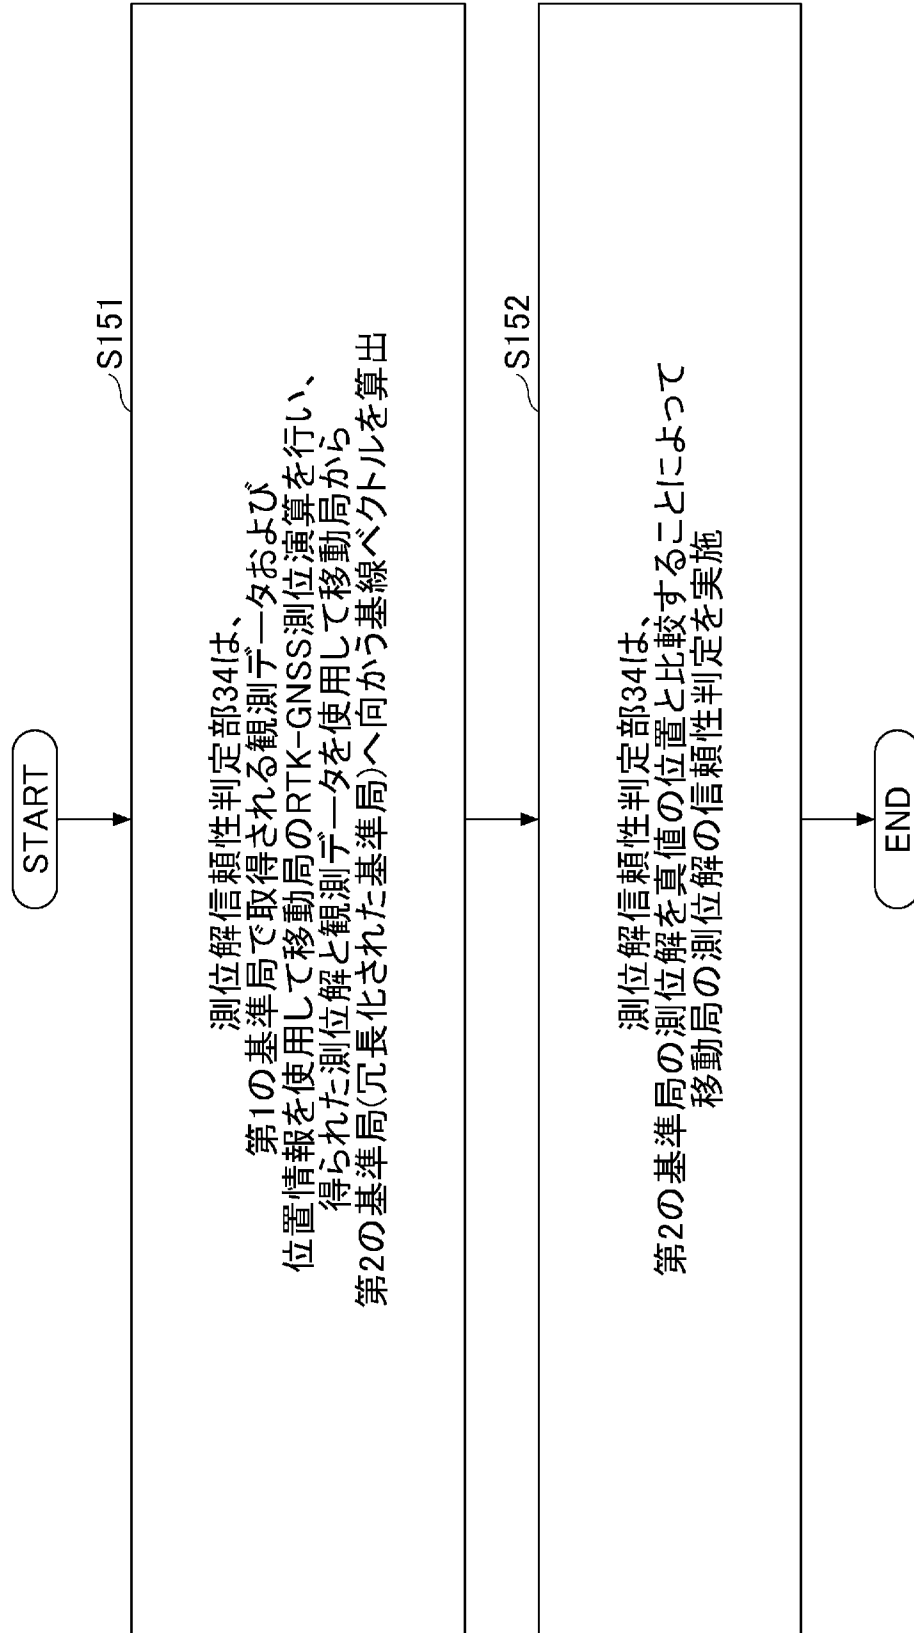 START
S151
測位解信頼性判定部34は、
第1の基準局で取得される観測データおよび
位置情報を使用して移動局のRTK-GNSS測位演算を行い、
得られた測位解と観測データを使用して移動局から
第2の基準局(冗長化された基準局)へ向かう基線ベクトルを算出
S152
測位解信頼性判定部34は、
第2の基準局の測位解を真値の位置と比較することによって
移動局の測位解の信頼性判定を実施
END